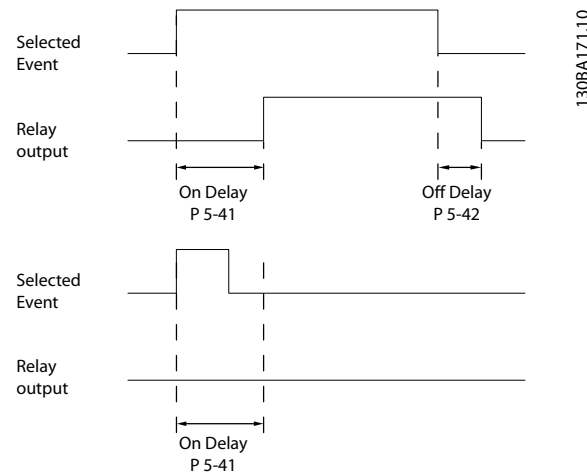 Selected
Event
Relay
output
On Delay
P 5-41
Off Delay
P 5-42
Selected
Event
Relay
output
On Delay
P 5-41
130BA171.10